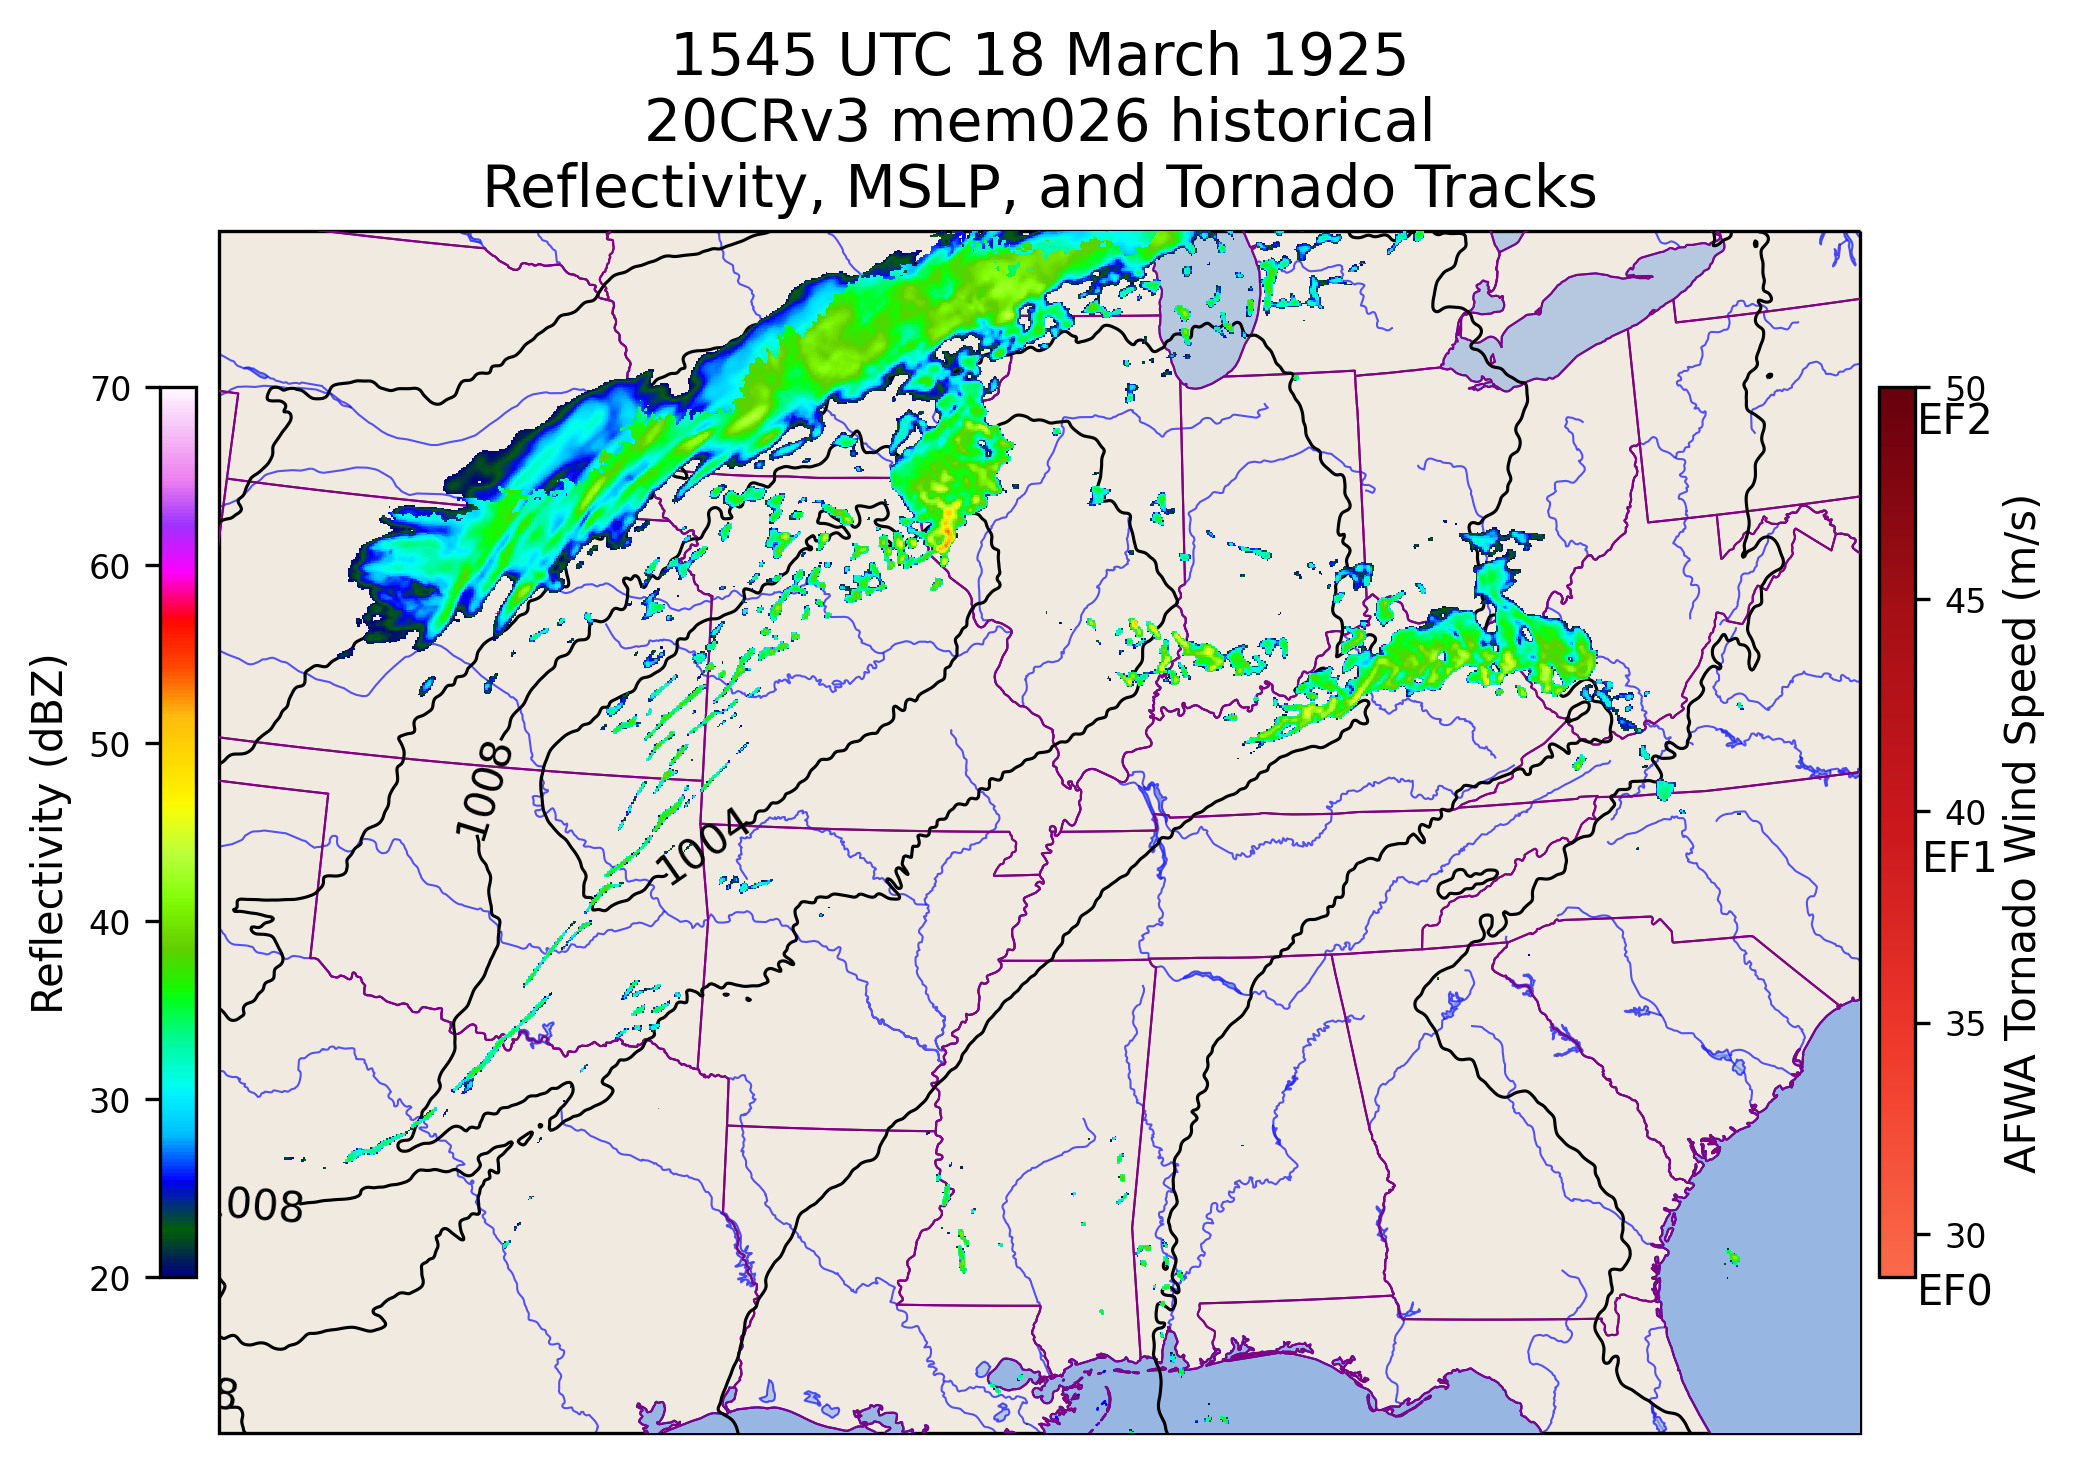 1545 UTC 18 March 1925
20CRv3 mem026 historical
Reflectivity, MSLP, and Tornado Tracks
70
60
50
40
30
20
Reflectivity (dBZ)
1008
1004
008
8
50
EF2
45
40
EF1
35
30
EF0
AFWA Tornado Wind Speed (m/s)